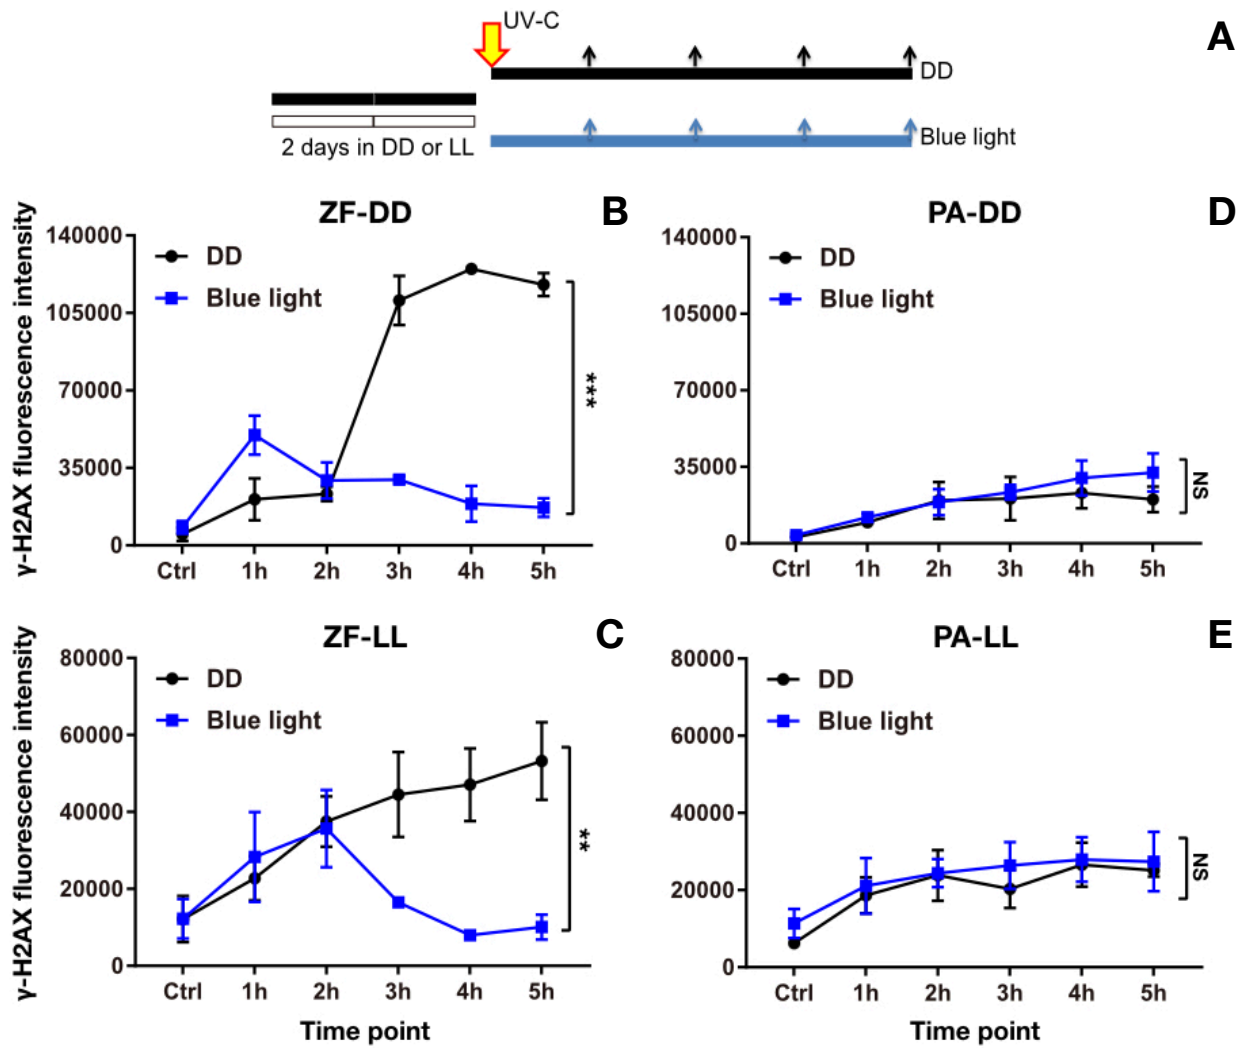 UV-C
A
DD
2 days in DD or LL
Blue light
ZF-DD
B
γ-H2AX fluorescence intensity
140000
105000
70000
35000
0
DD
Blue light
***
Ctrl
1h
2h
3h
4h
5h
PA-DD
D
140000
105000
70000
35000
0
DD
Blue light
NS
Ctrl
1h
2h
3h
4h
5h
ZF-LL
C
γ-H2AX fluorescence intensity
80000
60000
40000
20000
0
DD
Blue light
**
Ctrl
1h
2h
3h
4h
5h
Time point
PA-LL
E
80000
60000
40000
20000
0
DD
Blue light
NS
Ctrl
1h
2h
3h
4h
5h
Time point